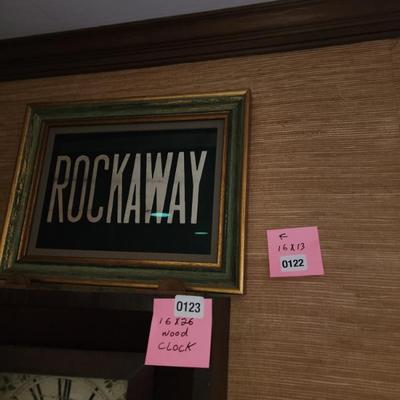 ROCKAWAY
←
16 X 13
0122
0123
16 X 26
WOOD
CLOCK